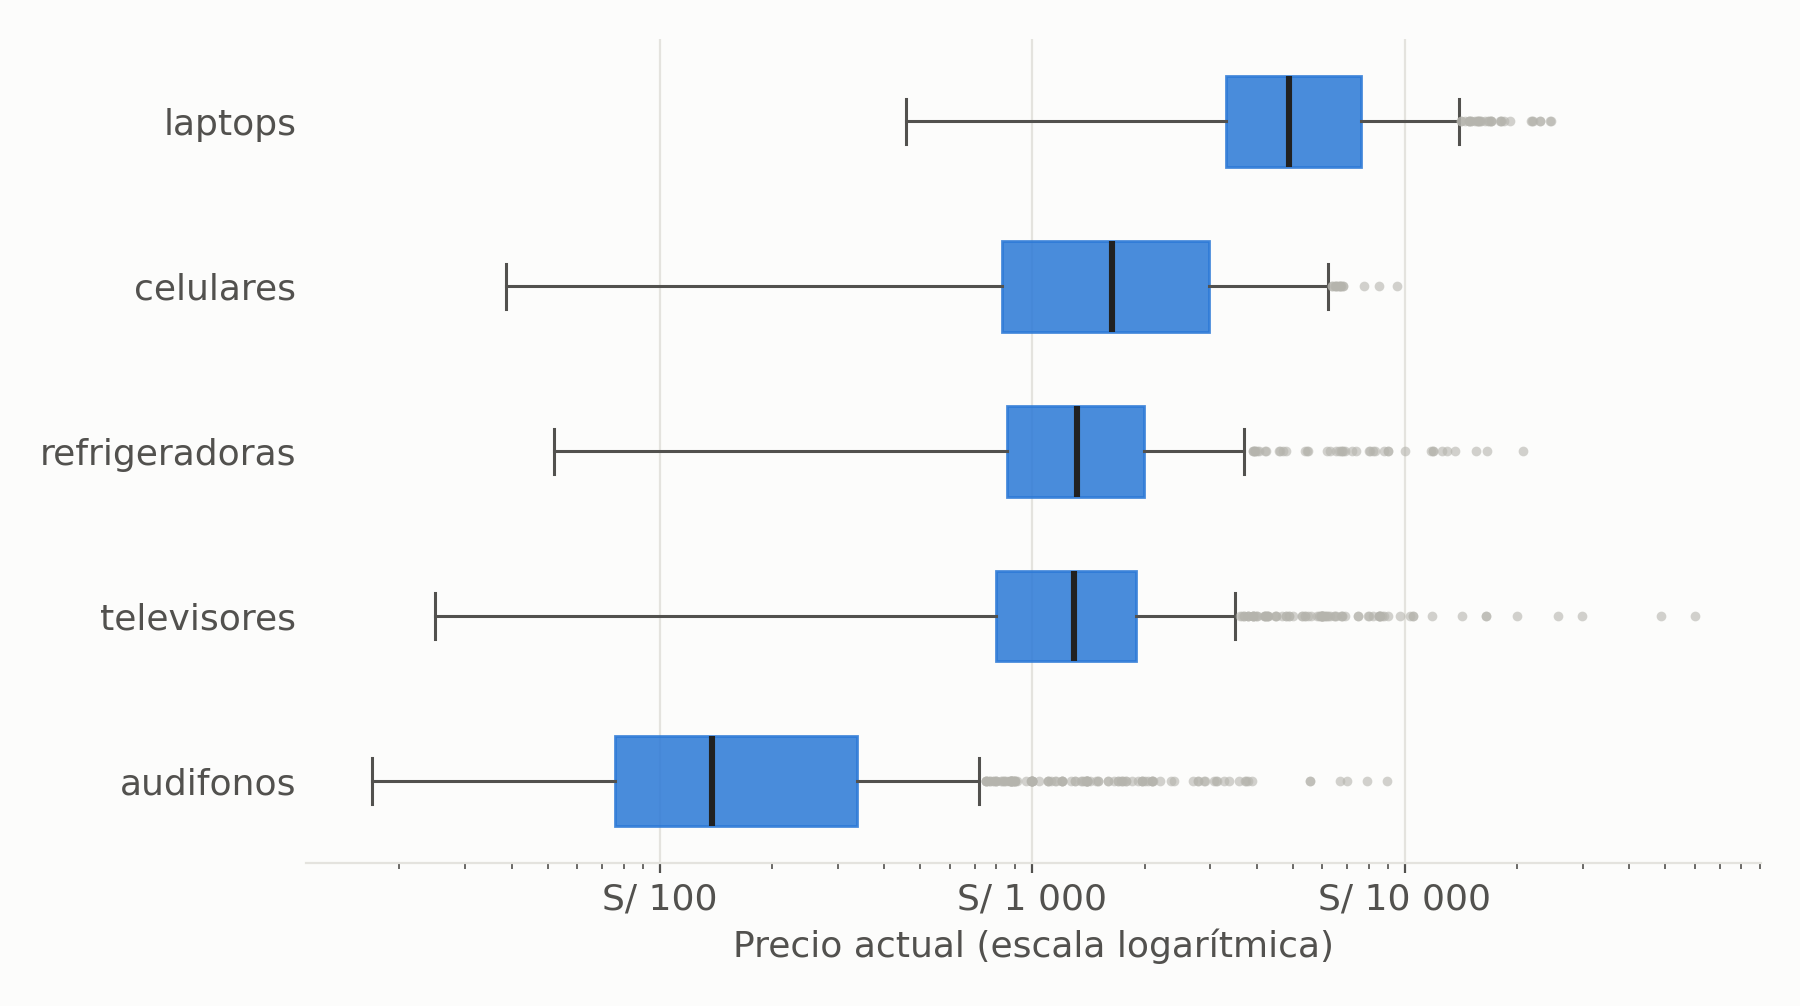 laptops
celulares
refrigeradoras
televisores
audifonos
S/ 100 S/ 1 000 S/ 10 000
Precio actual (escala logarítmica)